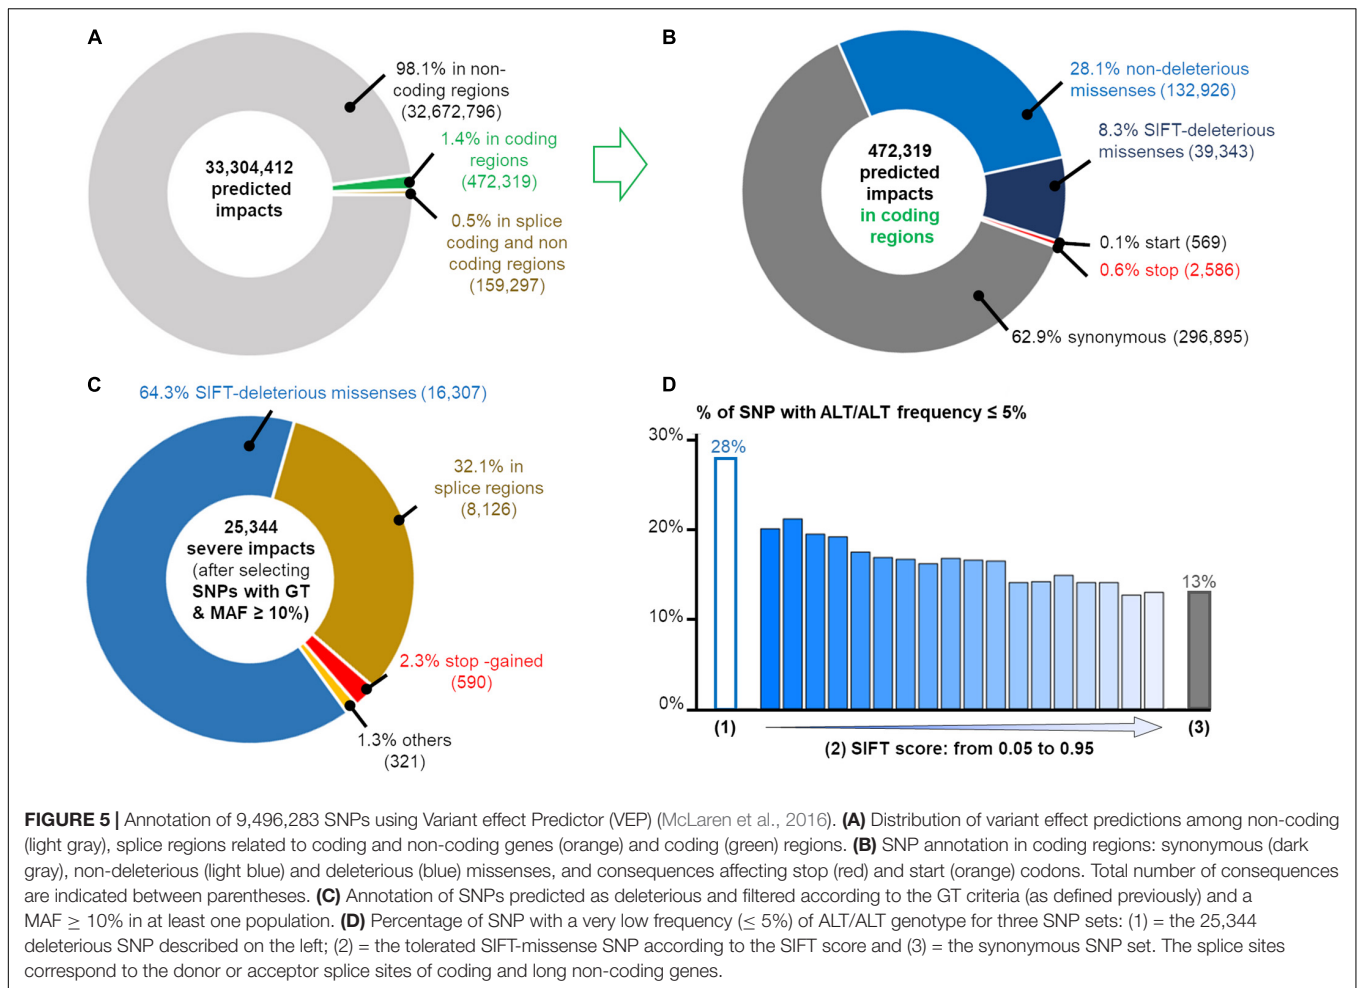 A
98.1% in non-
coding regions
(32,672,796)
1.4% in coding
regions
(472,319)
33,304,412
predicted
impacts
0.5% in splice
coding and non
coding regions
(159,297)
B
28.1% non-deleterious
missenses (132,926)
8.3% SIFT-deleterious
missenses (39,343)
472,319
predicted
impacts
in coding
regions
0.1% start (569)
0.6% stop (2,586)
62.9% synonymous (296,895)
C
64.3% SIFT-deleterious missenses (16,307)
32.1% in
splice regions
(8,126)
25,344
severe impacts
(after selecting
SNPs with GT
& MAF ≥ 10%)
2.3% stop -gained
(590)
1.3% others
(321)
D
% of SNP with ALT/ALT frequency ≤ 5%
30%
28%
20%
13%
10%
0%
(1)
(3)
(2) SIFT score: from 0.05 to 0.95
FIGURE 5 | Annotation of 9,496,283 SNPs using Variant effect Predictor (VEP) (McLaren et al., 2016). (A) Distribution of variant effect predictions among non-coding
(light gray), splice regions related to coding and non-coding genes (orange) and coding (green) regions. (B) SNP annotation in coding regions: synonymous (dark
gray), non-deleterious (light blue) and deleterious (blue) missenses, and consequences affecting stop (red) and start (orange) codons. Total number of consequences
are indicated between parentheses. (C) Annotation of SNPs predicted as deleterious and filtered according to the GT criteria (as defined previously) and a
MAF ≥ 10% in at least one population. (D) Percentage of SNP with a very low frequency (≤ 5%) of ALT/ALT genotype for three SNP sets: (1) = the 25,344
deleterious SNP described on the left; (2) = the tolerated SIFT-missense SNP according to the SIFT score and (3) = the synonymous SNP set. The splice sites
correspond to the donor or acceptor splice sites of coding and long non-coding genes.